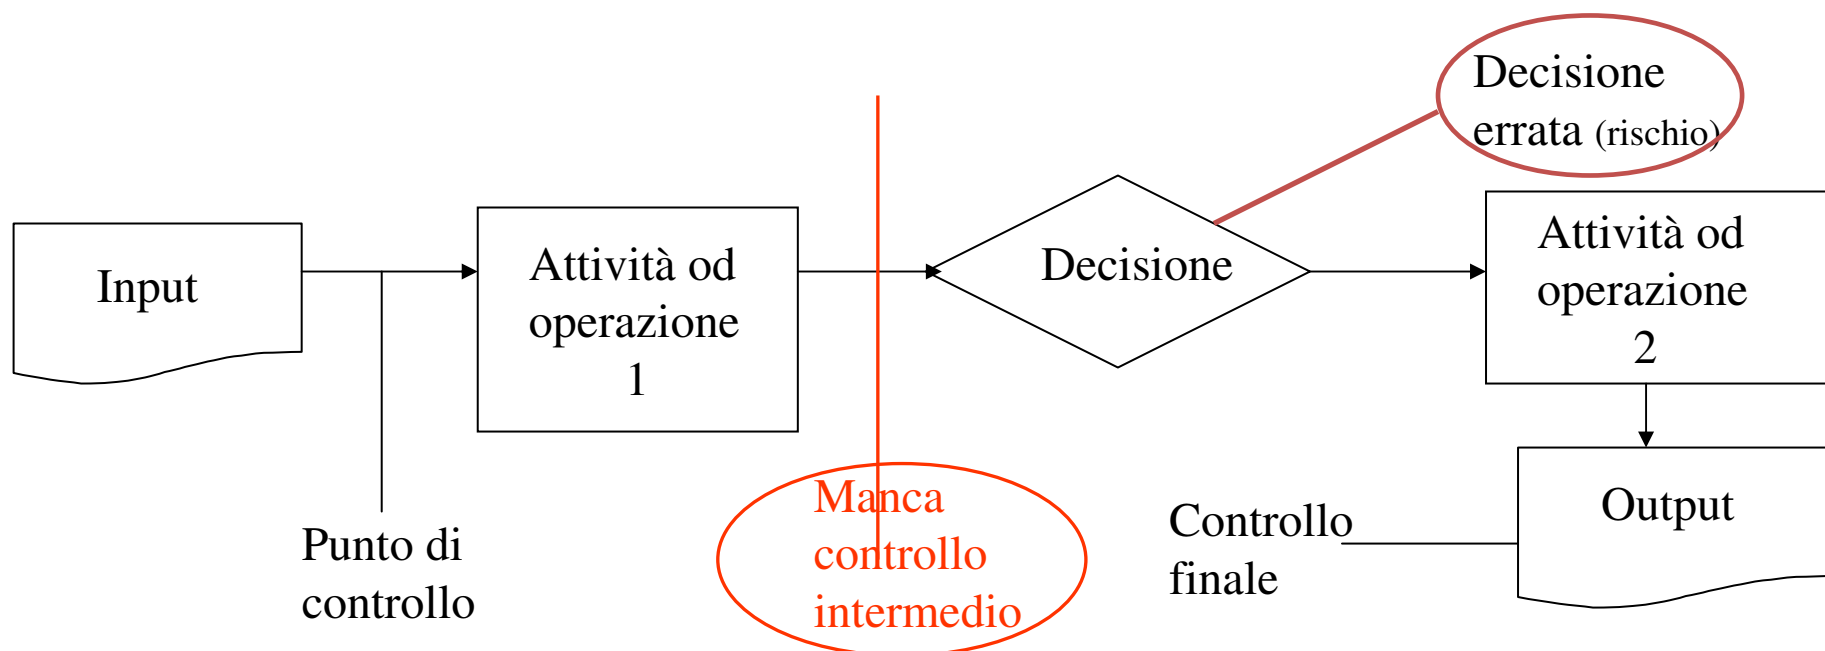 Input
Punto di
controllo
Attività od
operazione
1
Manca
controllo
intermedio
Decisione
Decisione
errata (rischio)
Attività od
operazione
2
Controllo
finale
Output